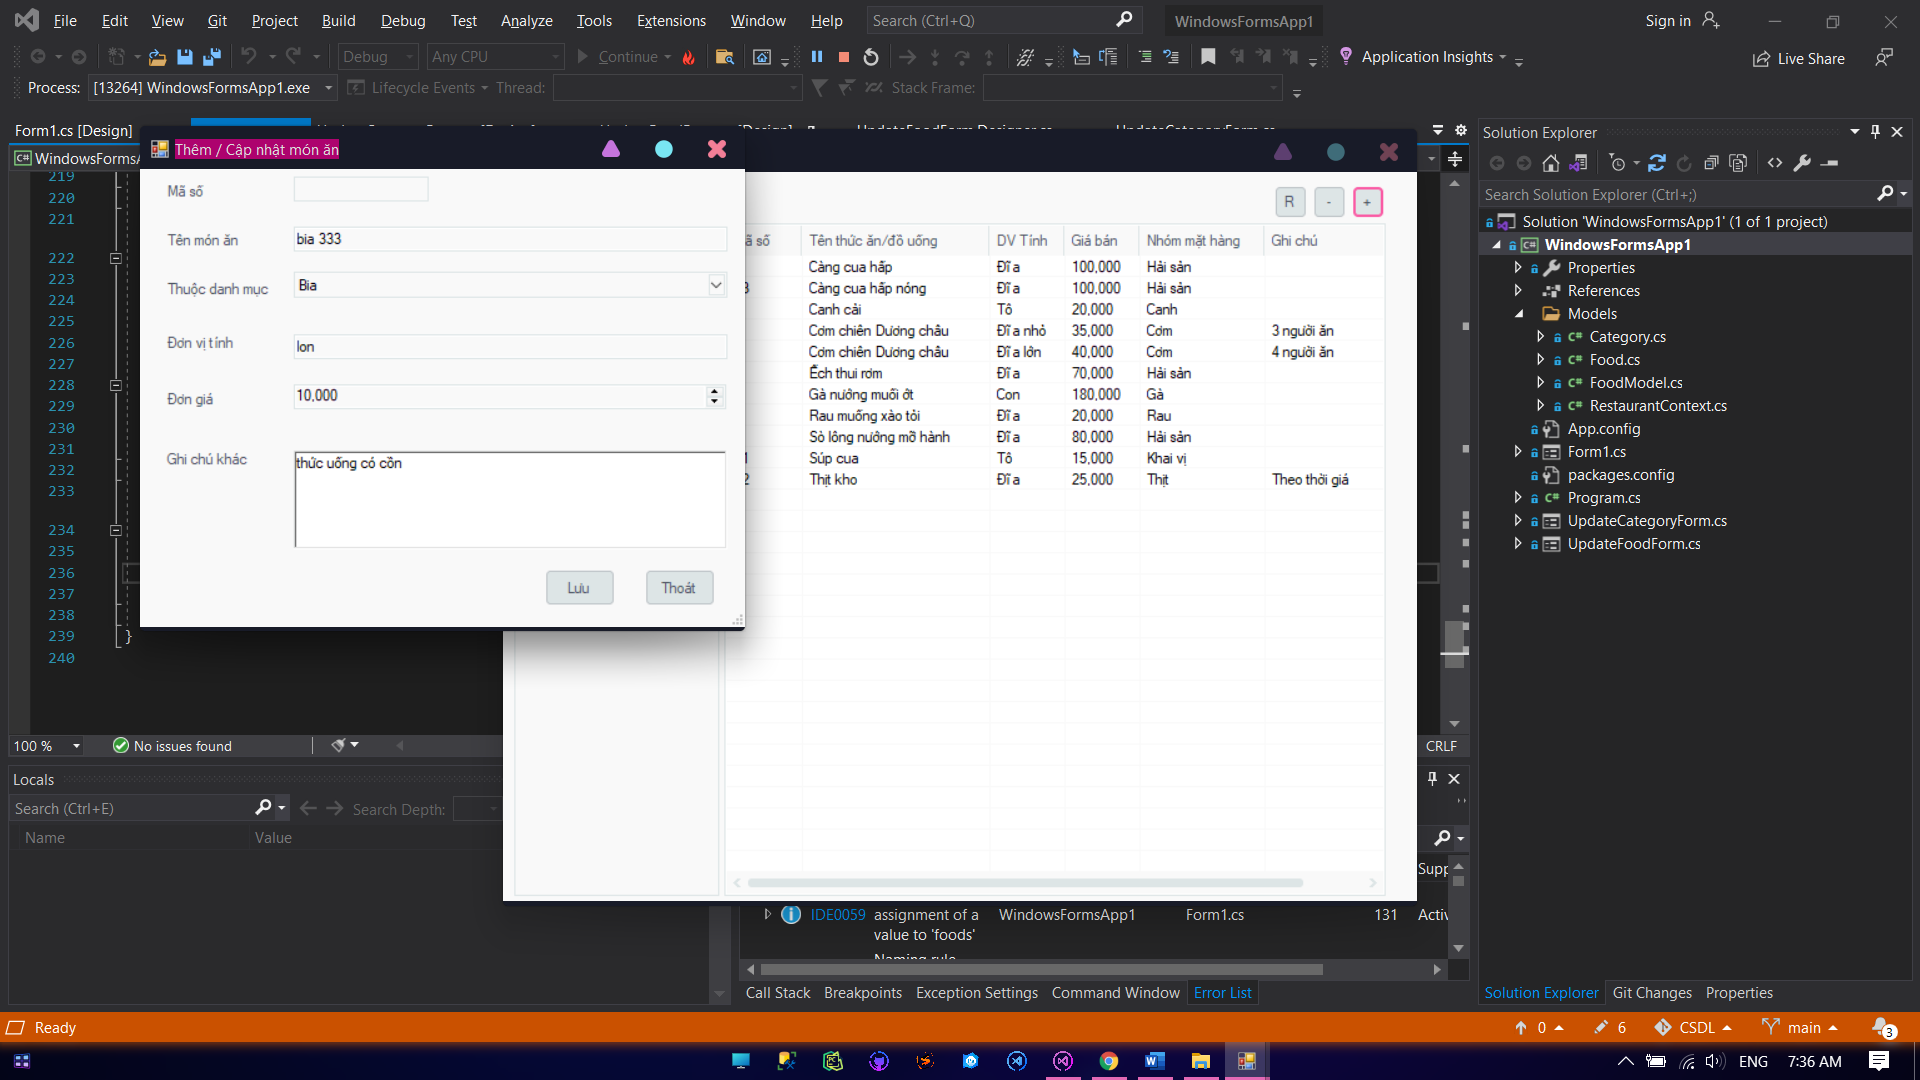 File Edit View Git Project Build Debug Test Analyze Tools Extensions Window Help Search (Ctrl+Q) WindowsFormsApp1 Sign in
Debug Any CPU Continue Application Insights Live Share
Process: [13264] WindowsFormsApp1.exe Lifecycle Events Thread: Stack Frame:
Form1.cs [Design]
Thêm / Cập nhật món ăn
Mã số
Tên món ăn bia 333
Thuộc danh mục Bia
Đơn vị tính lon
Đơn giá 10,000
Ghi chú khác thức uống có cồn
Lưu Thoát
R - +
số Tên thức ăn/đồ uống DV Tính Giá bán Nhóm mặt hàng Ghi chú
Càng cua hấp Đĩa 100,000 Hải sản
3 Càng cua hấp nóng Đĩa 100,000 Hải sản
Canh cải Tô 20,000 Canh
Cơm chiên Dương châu Đĩa nhỏ 35,000 Cơm 3 người ăn
Cơm chiên Dương châu Đĩa lớn 40,000 Cơm 4 người ăn
Ếch thui rơm Đĩa 70,000 Hải sản
Gà nướng muối ớt Con 180,000 Gà
Rau muống xào tỏi Đĩa 20,000 Rau
Sò lông nướng mỡ hành Đĩa 80,000 Hải sản
1 Súp cua Tô 15,000 Khai vị
2 Thịt kho Đĩa 25,000 Thịt Theo thời giá
219
220
221
222
223
224
225
226
227
228
229
230
231
232
233
234
235
236
237
238
239 }
240
100 % No issues found CRLF
Locals
Search (Ctrl+E) Search Depth:
Name Value
Supp
IDE0059 assignment of a WindowsFormsApp1 Form1.cs 131 Activ
value to 'foods'
Naming rule
Call Stack Breakpoints Exception Settings Command Window Error List
Solution Explorer
Search Solution Explorer (Ctrl+;)
Solution 'WindowsFormsApp1' (1 of 1 project)
WindowsFormsApp1
Properties
References
Models
Category.cs
Food.cs
FoodModel.cs
RestaurantContext.cs
App.config
Form1.cs
packages.config
Program.cs
UpdateCategoryForm.cs
UpdateFoodForm.cs
Solution Explorer Git Changes Properties
Ready 0 6 CSDL main 3
ENG 7:36 AM